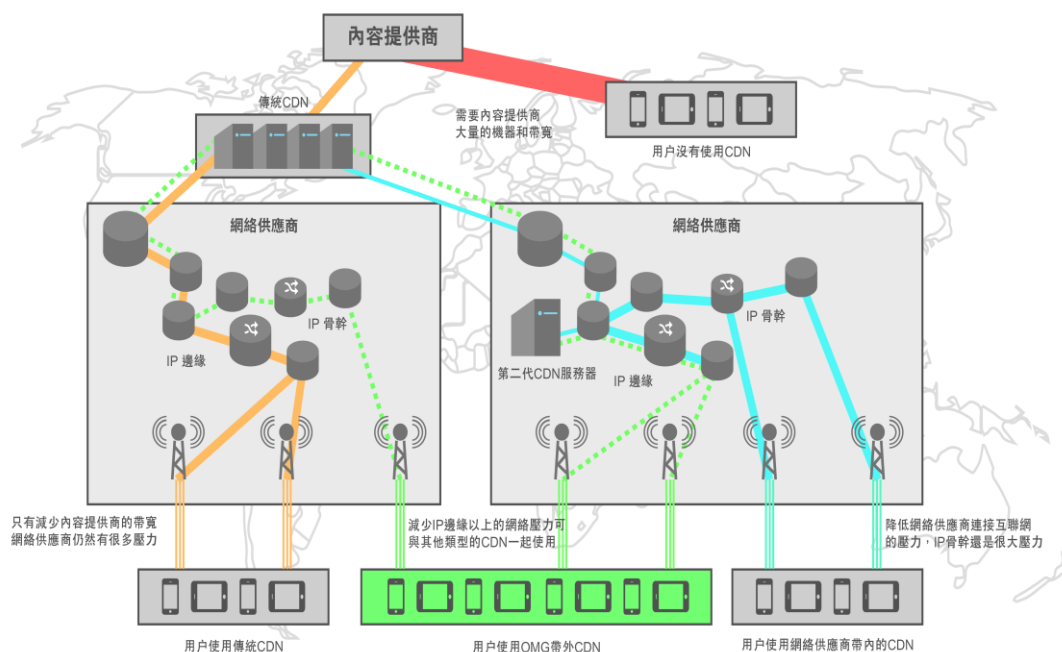 內容提供商
傳統CDN
需要內容提供商
大量的機器和帶寬
用户沒有使用CDN
網絡供應商
網絡供應商
IP 骨幹
IP 邊緣
IP 骨幹
第二代CDN服務器
IP 邊緣
只有減少內容提供商的帶寬
網絡供應商仍然有很多壓力
減少IP邊緣以上的網絡壓力可
與其他類型的CDN一起使用
降低網絡供應商連接互聯網
的壓力，IP骨幹還是很大壓力
用户使用傳統CDN
用户使用OMG帶外CDN
用户使用網絡供應商帶內的CDN